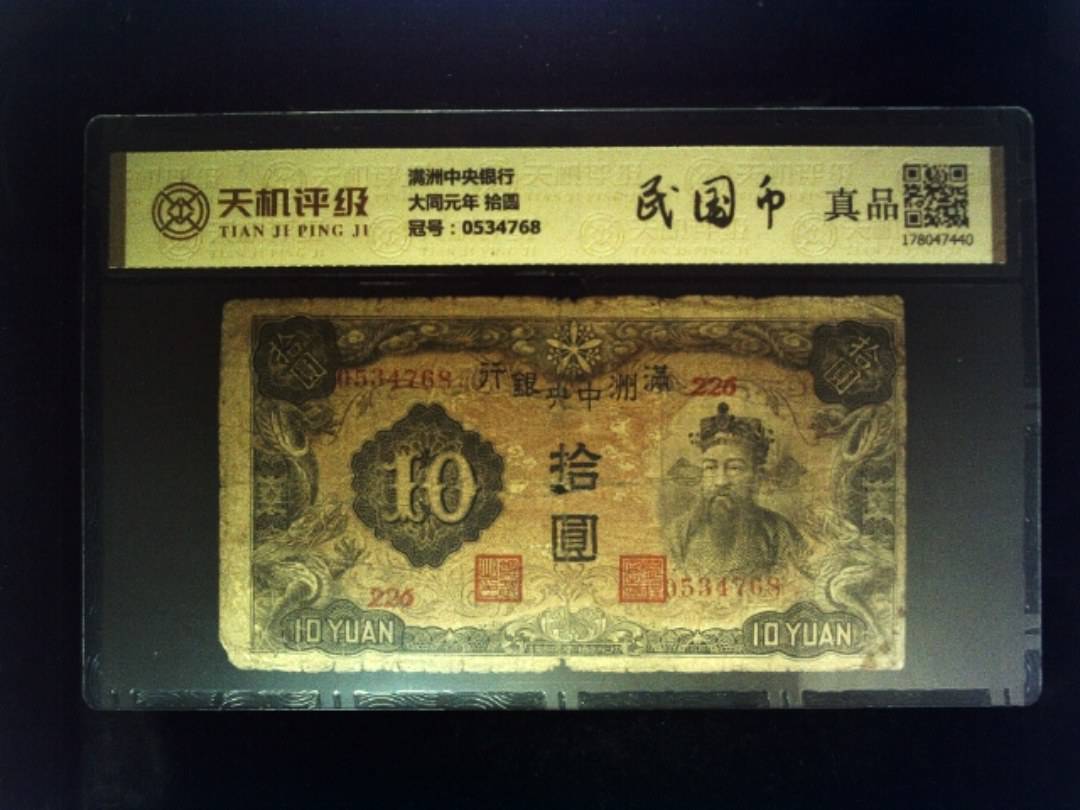 天机评级
TIAN JI PING JI
满洲中央银行
大同元年 拾圆
冠号：0534768
民国币
真品
178047440
拾圓
拾圓
0534768
行銀央中洲滿
226
10
拾
圓
226
0534768
10 YUAN
10 YUAN